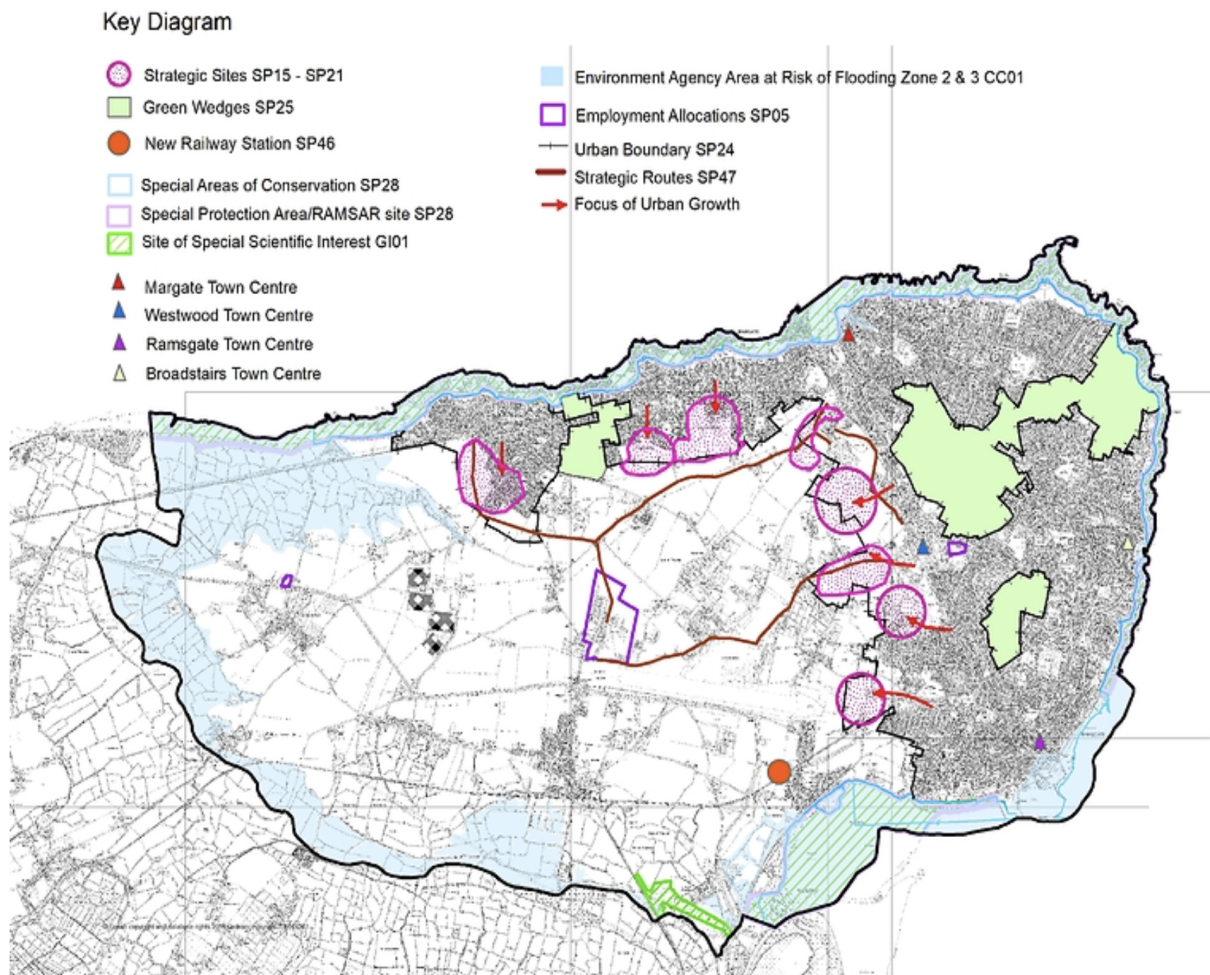 Key Diagram
Strategic Sites SP15 - SP21
Green Wedges SP25
New Railway Station SP46
Special Areas of Conservation SP28
Special Protection Area/RAMSAR site SP28
Site of Special Scientific Interest GI01
Margate Town Centre
Westwood Town Centre
Ramsgate Town Centre
Broadstairs Town Centre
Environment Agency Area at Risk of Flooding Zone 2 & 3 CC01
Employment Allocations SP05
Urban Boundary SP24
Strategic Routes SP47
Focus of Urban Growth